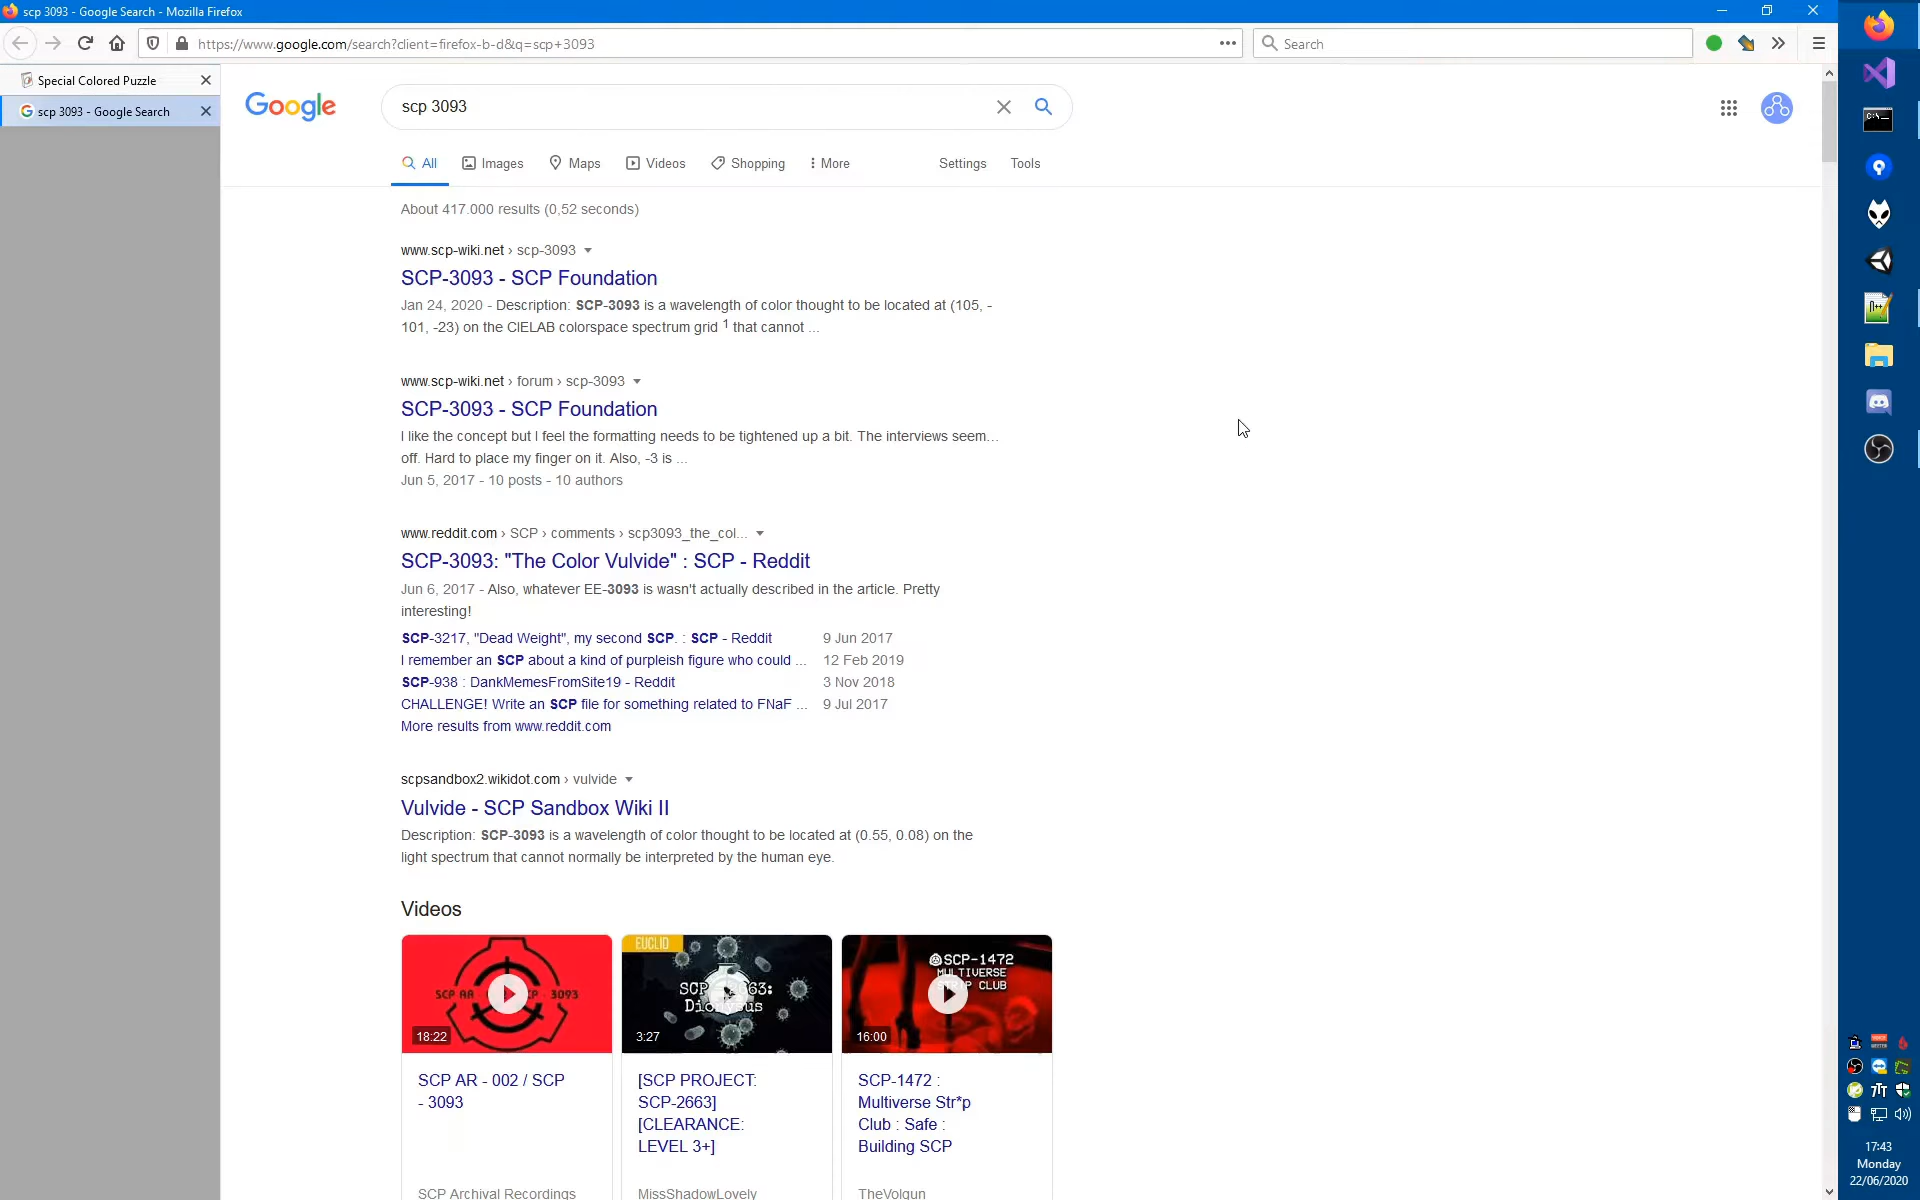 scp 3093 - Google Search - Mozilla Firefox
https://www.google.com/search?client=firefox-b-d&q=scp+3093
Search
Special Colored Puzzle
scp 3093 - Google Search
Google
scp 3093
All
Images
Maps
Videos
Shopping
More
Settings
Tools
About 417.000 results (0,52 seconds)
www.scp-wiki.net › scp-3093
SCP-3093 - SCP Foundation
Jan 24, 2020 - Description: SCP-3093 is a wavelength of color thought to be located at (105, -
101, -23) on the CIELAB colorspace spectrum grid 1 that cannot ...
www.scp-wiki.net › forum › scp-3093
SCP-3093 - SCP Foundation
I like the concept but I feel the formatting needs to be tightened up a bit. The interviews seem...
off. Hard to place my finger on it. Also, -3 is ...
Jun 5, 2017 - 10 posts - 10 authors
www.reddit.com › SCP › comments › scp3093_the_col...
SCP-3093: "The Color Vulvide" : SCP - Reddit
Jun 6, 2017 - Also, whatever EE-3093 is wasn't actually described in the article. Pretty
interesting!
SCP-3217, "Dead Weight", my second SCP. : SCP - Reddit 9 Jun 2017
I remember an SCP about a kind of purpleish figure who could ... 12 Feb 2019
SCP-938 : DankMemesFromSite19 - Reddit 3 Nov 2018
CHALLENGE! Write an SCP file for something related to FNaF ... 9 Jul 2017
More results from www.reddit.com
scpsandbox2.wikidot.com › vulvide
Vulvide - SCP Sandbox Wiki II
Description: SCP-3093 is a wavelength of color thought to be located at (0.55, 0.08) on the
light spectrum that cannot normally be interpreted by the human eye.
Videos
18:22
EUCLID
Dionysus
3:27
SCP-1472
MULTIVERSE
STRIP CLUB
16:00
SCP AR - 002 / SCP
- 3093
[SCP PROJECT:
SCP-2663]
[CLEARANCE:
LEVEL 3+]
SCP-1472 :
Multiverse Str*p
Club : Safe :
Building SCP
SCP Archival Recordings
MissShadowLovely
TheVolgun
17:43
Monday
22/06/2020